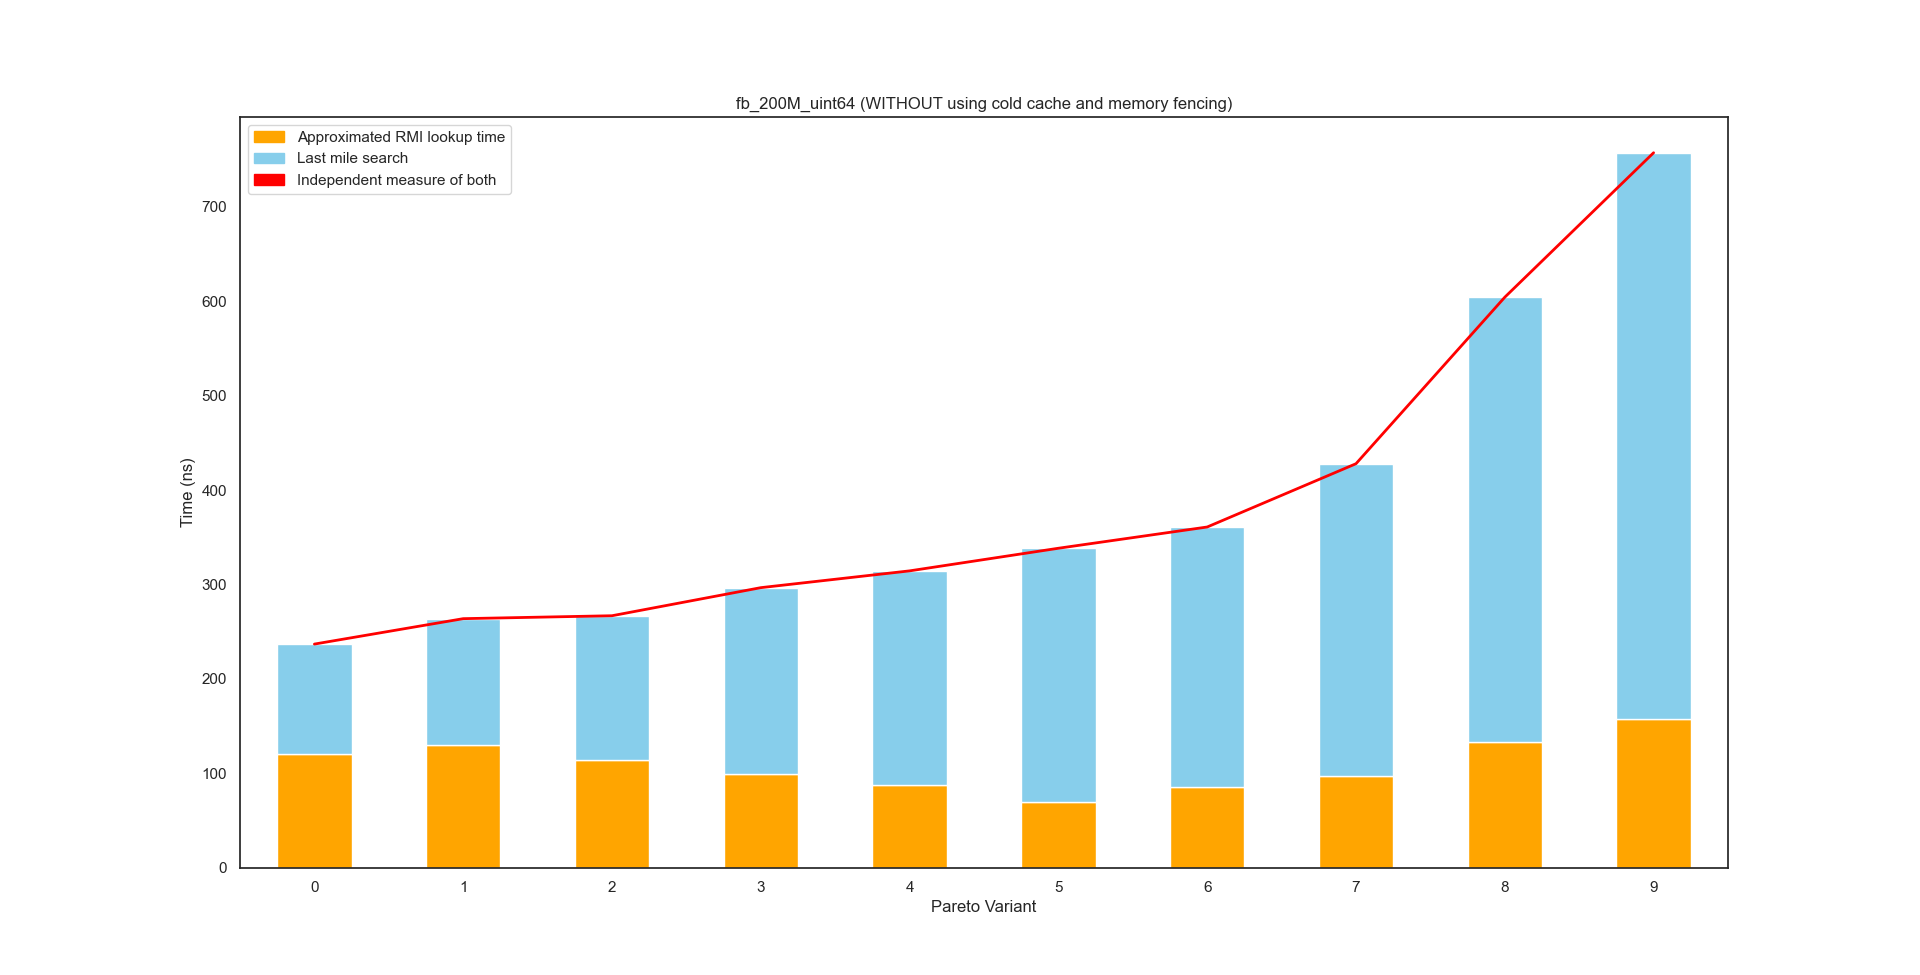 fb_200M_uint64 (WITHOUT using cold cache and memory fencing)
Approximated RMI lookup time
Last mile search
Independent measure of both
700
600
500
400
300
200
100
0
Time (ns)
0 1 2 3 4 5 6 7 8 9
Pareto Variant